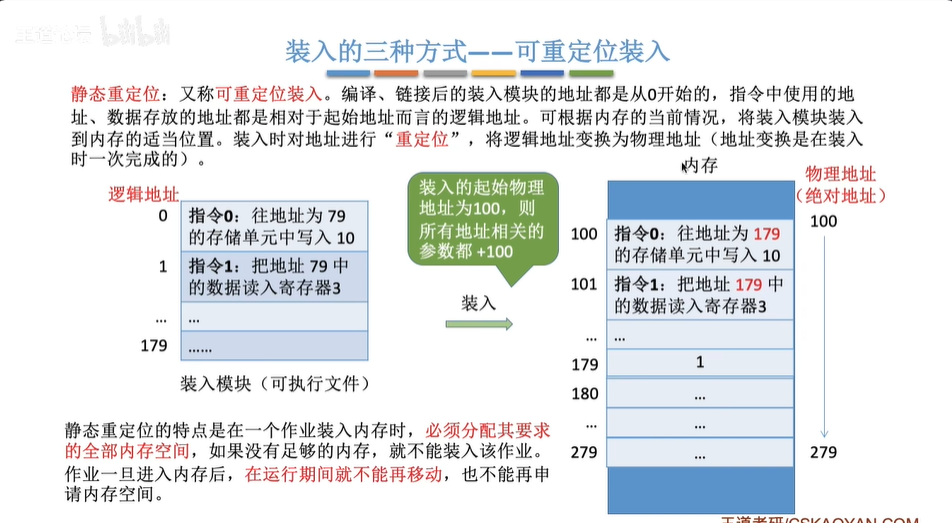 装入的三种方式——可重定位装入
静态重定位：又称可重定位装入。编译、链接后的装入模块的地址都是从0开始的，指令中使用的地
址、数据存放的地址都是相对于起始地址而言的逻辑地址。可根据内存的当前情况，将装入模块装入
到内存的适当位置。装入时对地址进行“重定位”，将逻辑地址变换为物理地址（地址变换是在装入
时一次完成的）。
逻辑地址
0
指令0：往地址为 79
的存储单元中写入 10
1
指令1：把地址 79 中
的数据读入寄存器3
...
...
179
......
装入模块（可执行文件）
装入的起始物理
地址为100，则
所有地址相关的
参数都 +100
装入
内存
物理地址
（绝对地址）
100
指令0：往地址为 179
的存储单元中写入 10
100
101
指令1：把地址 179 中
的数据读入寄存器3
...
...
179
1
180
...
...
...
279
...
279
静态重定位的特点是在一个作业装入内存时，必须分配其要求
的全部内存空间，如果没有足够的内存，就不能装入该作业。
作业一旦进入内存后，在运行期间就不能再移动，也不能再申
请内存空间。
王道考研/CSKAOYAN.COM